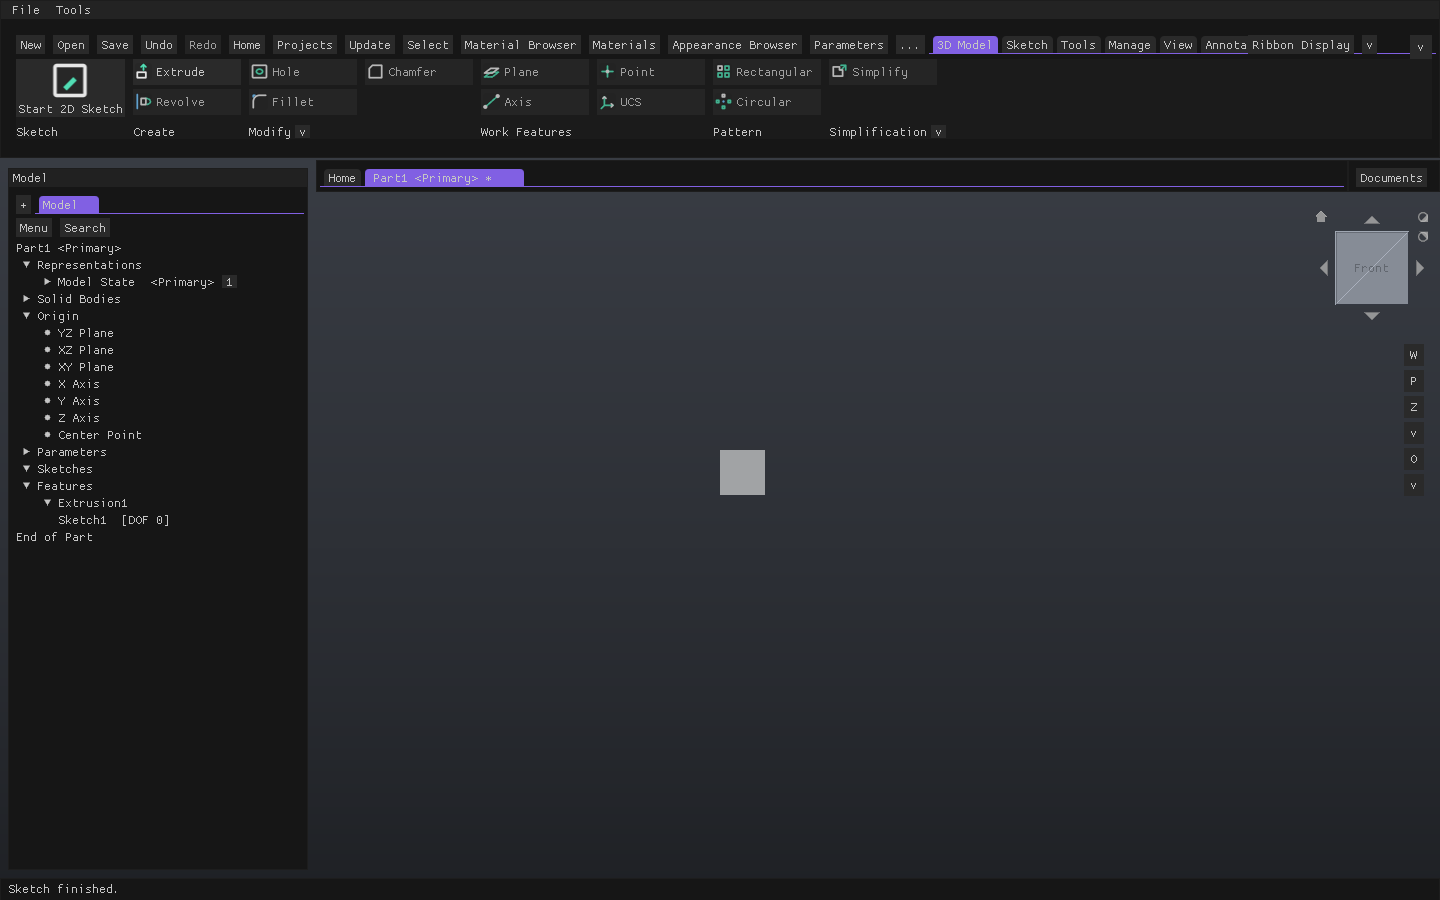 File Tools
New Open Save Undo Redo Home Projects Update Select Material Browser Materials Appearance Browser Parameters ... 3D Model Sketch Tools Manage View Annota Ribbon Display v v
Extrude Hole Chamfer Plane Point Rectangular Simplify
Start 2D Sketch Revolve Fillet Axis UCS Circular
Sketch Create Modify v Work Features Pattern Simplification v
Model
Home Part1 <Primary> * Documents
+ Model
Menu Search
Part1 <Primary>
Representations
Model State <Primary> 1
Solid Bodies
Origin
YZ Plane
XZ Plane
XY Plane
X Axis
Y Axis
Z Axis
Center Point
Parameters
Sketches
Features
Extrusion1
Sketch1 [DOF 0]
End of Part
Front
W
P
Z
v
O
v
Sketch finished.